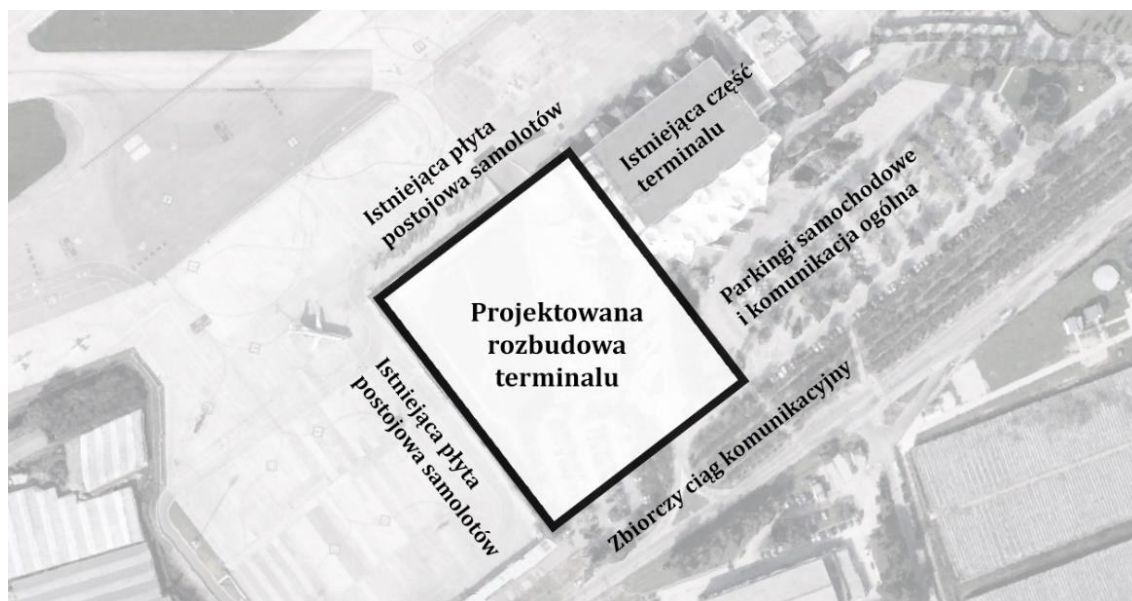 Istniejąca płyta
postojowa samolotów
Istniejąca część
terminalu
Parkingi samochodowe
i komunikacja ogólna
Projektowana
rozbudowa
terminalu
Istniejąca płyta
postojowa samolotów
Zbiorczy ciąg komunikacyjny